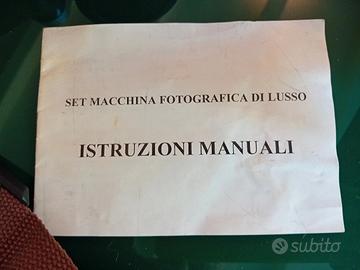 SET MACCHINA FOTOGRAFICA DI LUSSO
ISTRUZIONI MANUALI
subito